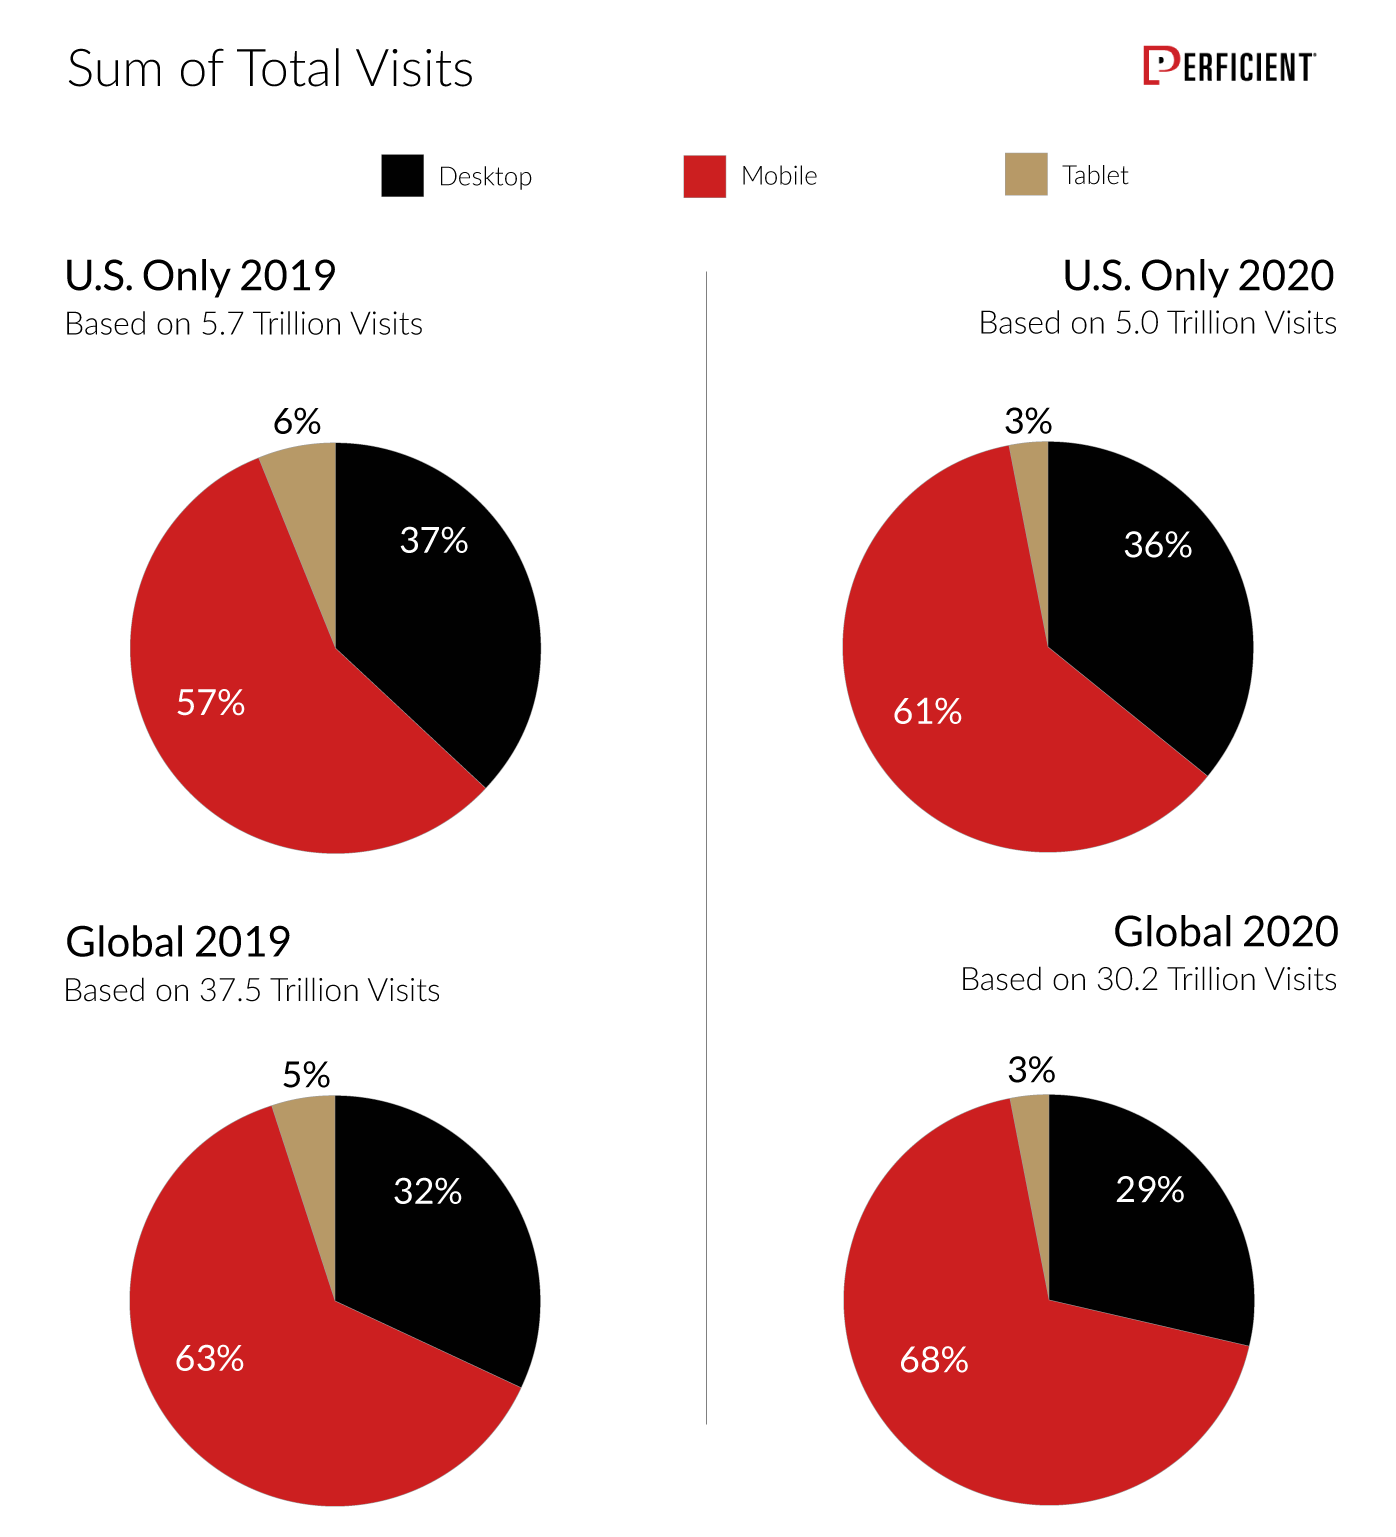 Sum of Total Visits
PERFICIENT
Desktop
Mobile
Tablet
U.S. Only 2019
Based on 5.7 Trillion Visits
6%
37%
57%
U.S. Only 2020
Based on 5.0 Trillion Visits
3%
36%
61%
Global 2019
Based on 37.5 Trillion Visits
5%
32%
63%
Global 2020
Based on 30.2 Trillion Visits
3%
29%
68%